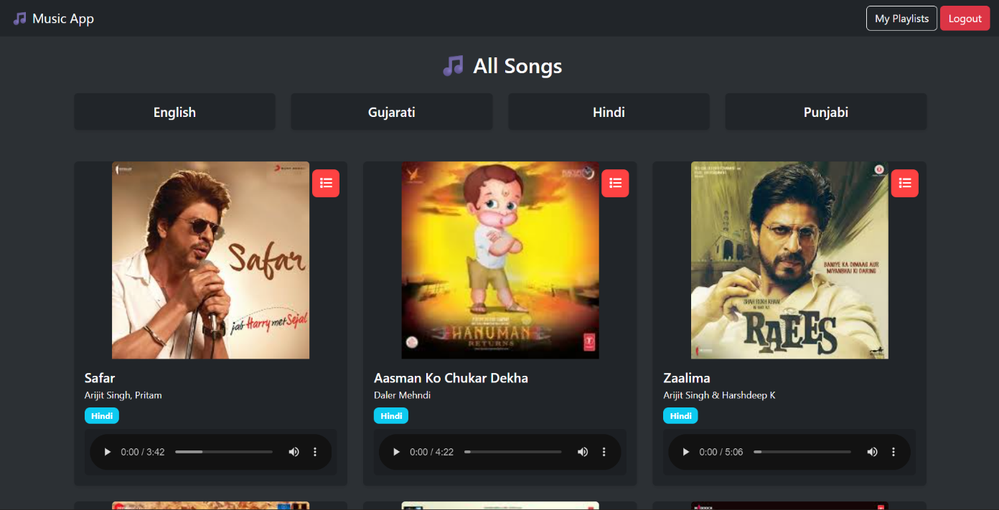 Music App
My Playlists
Logout
All Songs
English
Gujarati
Hindi
Punjabi
Safar
jab Harry met Sejal
HANUMAN
RETURNS
BANIYE KA DIMAAG AUR
MIYANBHAI KI DARING
SHAH RUKH KHAN
RAEES
Safar
Arijit Singh, Pritam
Hindi
0:00 / 3:42
Aasman Ko Chukar Dekha
Daler Mehndi
Hindi
0:00 / 4:22
Zaalima
Arijit Singh & Harshdeep K
Hindi
0:00 / 5:06